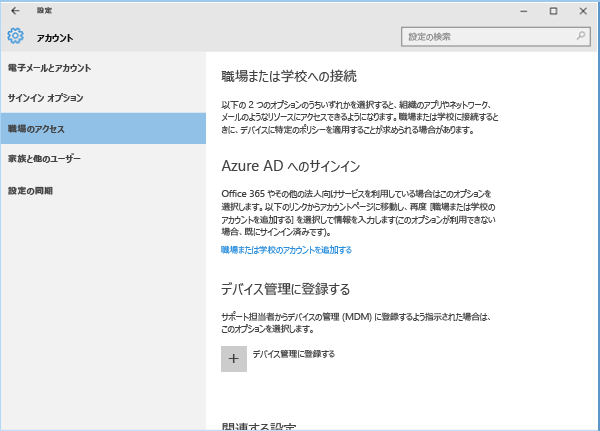 設定
アカウント
設定の検索
電子メールとアカウント
サインイン オプション
職場のアクセス
家族と他のユーザー
設定の同期
職場または学校への接続
以下の 2 つのオプションのうちいずれかを選択すると、組織のアプリやネットワーク、
メールのようなリソースにアクセスできるようになります。職場または学校に接続すると
きに、デバイスに特定のポリシーを適用することが求められる場合があります。
Azure AD へのサインイン
Office 365 やその他の法人向けサービスを利用している場合はこのオプションを
選択します。以下のリンクからアカウントページに移動し、再度 [職場または学校の
アカウントを追加する] を選択して情報を入力します(このオプションが利用できない
場合、既にサインイン済みです)。
職場または学校のアカウントを追加する
デバイス管理に登録する
サポート担当者からデバイスの管理 (MDM) に登録するよう指示された場合は、
このオプションを選択します。
デバイス管理に登録する
関連する設定